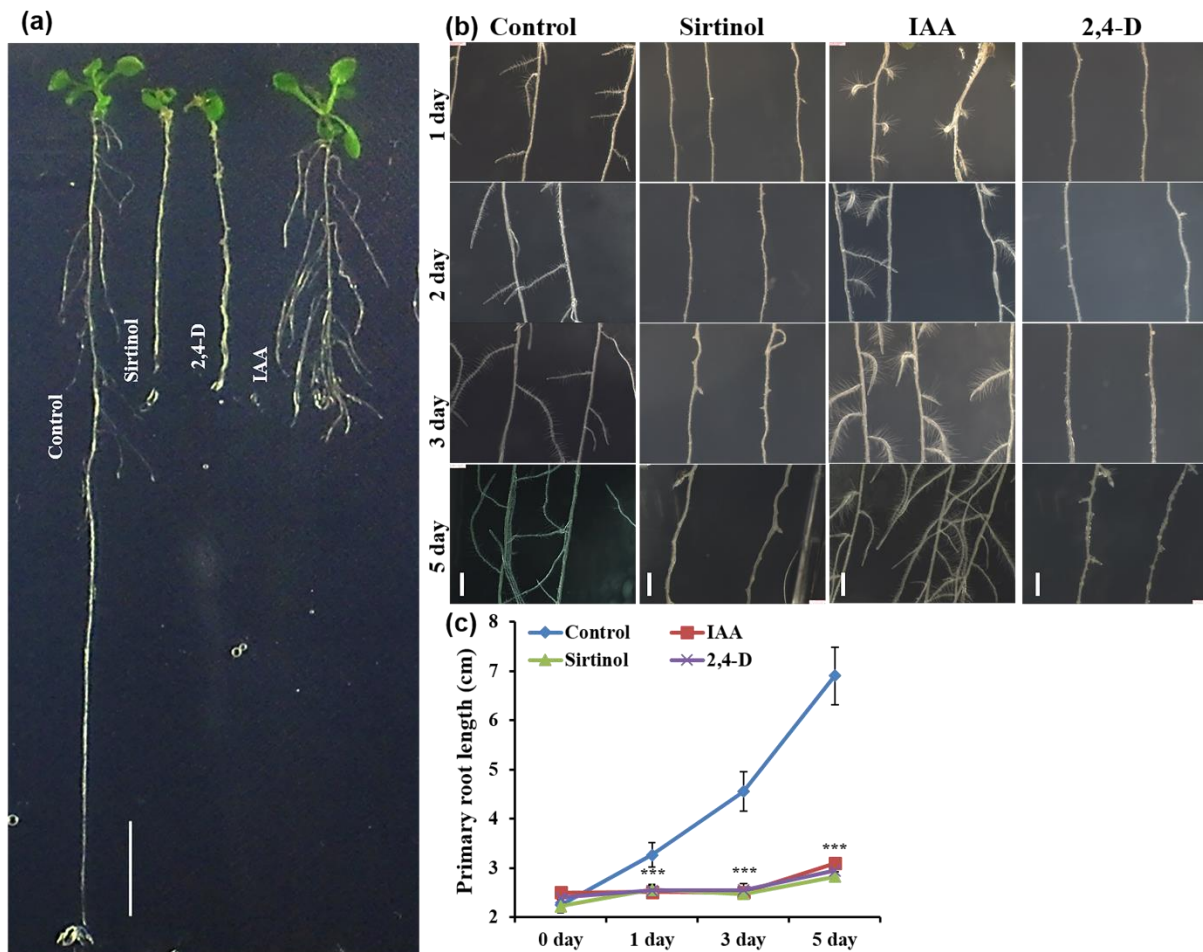 (a)
Control
Sirtinol
2,4-D
IAA
(b)
Control Sirtinol IAA 2,4-D
1 day
2 day
3 day
5 day
(c)
Control IAA
Sirtinol 2,4-D
Primary root length (cm)
8
7
6
5
4
3
2
*** *** ***
0 day 1 day 3 day 5 day